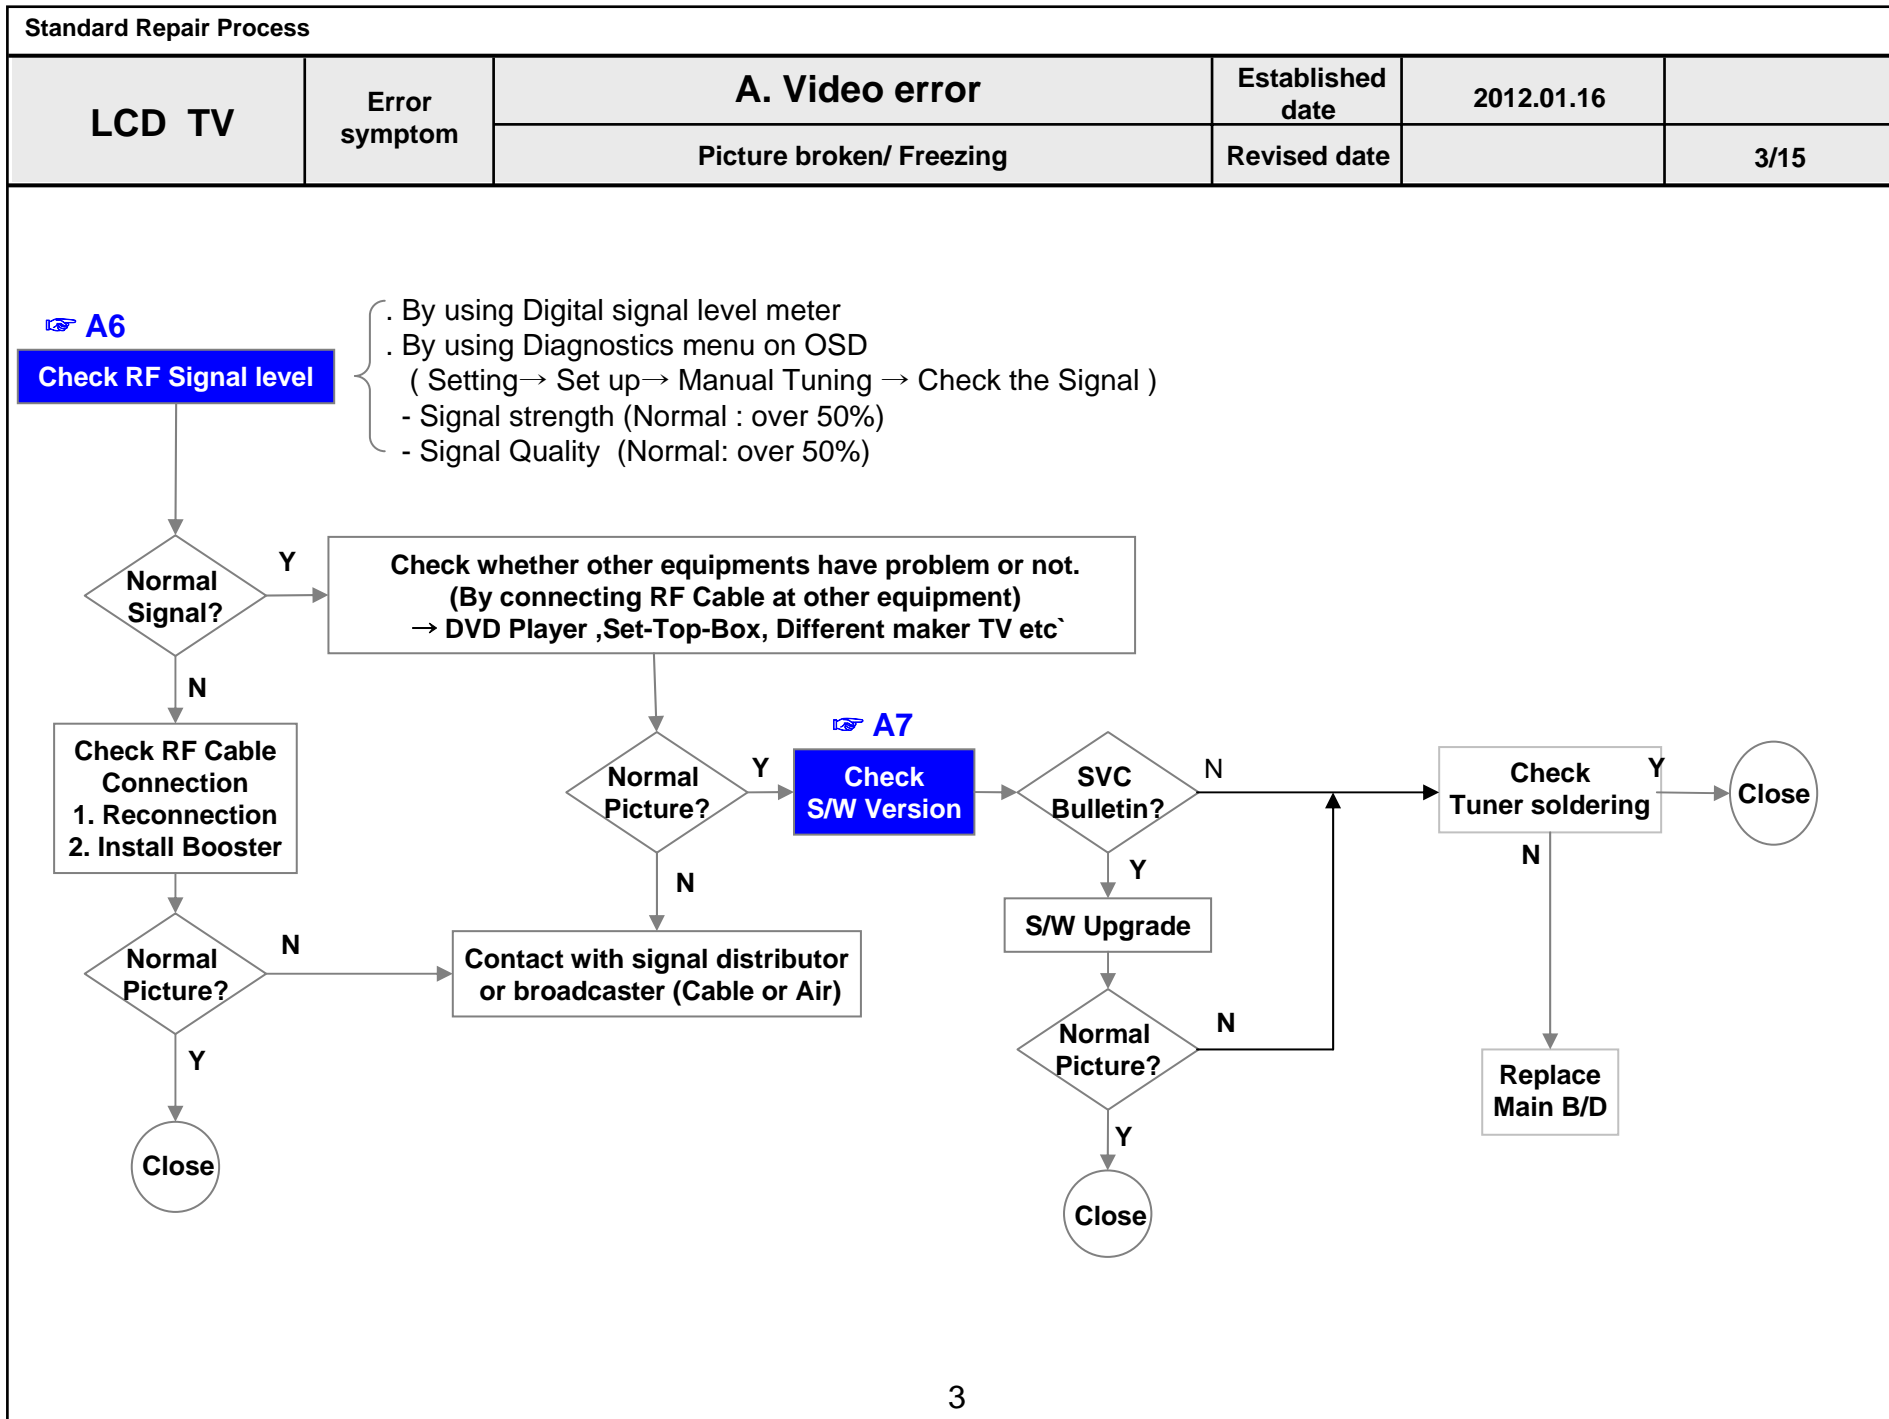 Standard Repair Process
LCD  TV
Error
symptom
A. Video error
Established
date
2012.01.16
Picture broken/ Freezing
Revised date
3/15
☞ A6
Check RF Signal level
. By using Digital signal level meter
. By using Diagnostics menu on OSD
( Setting→ Set up→ Manual Tuning → Check the Signal )
- Signal strength (Normal : over 50%)
- Signal Quality  (Normal: over 50%)
Normal
Signal?
Y
Check whether other equipments have problem or not.
(By connecting RF Cable at other equipment)
→ DVD Player ,Set-Top-Box, Different maker TV etc`
N
Check RF Cable
Connection
1. Reconnection
2. Install Booster
Normal
Picture?
Y
☞ A7
Check
S/W Version
SVC
Bulletin?
N
Check
Tuner soldering
Y
Close
N
Y
N
S/W Upgrade
Normal
Picture?
N
Contact with signal distributor
or broadcaster (Cable or Air)
Normal
Picture?
N
Replace
Main B/D
Y
Close
Y
Close
3